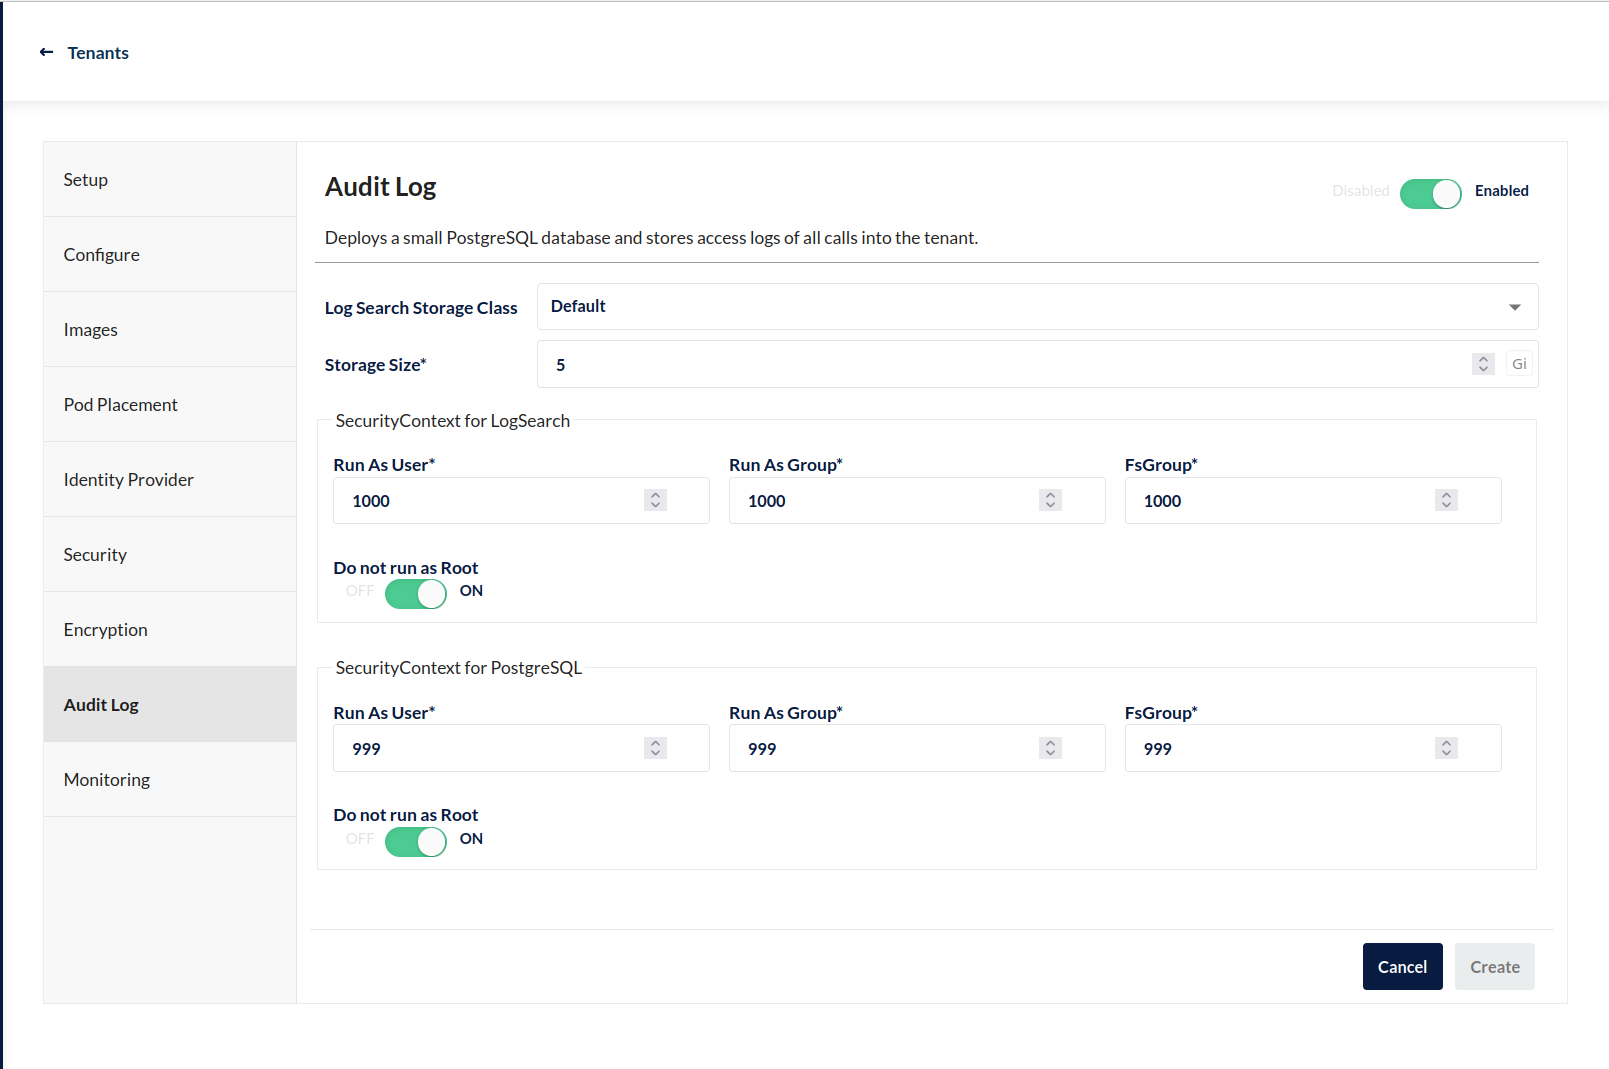 Tenants
Setup
Configure
Images
Pod Placement
Identity Provider
Security
Encryption
Audit Log
Monitoring
Audit Log
Disabled Enabled
Deploys a small PostgreSQL database and stores access logs of all calls into the tenant.
Log Search Storage Class Default
Storage Size* 5 Gi
SecurityContext for LogSearch
Run As User* Run As Group* FsGroup*
1000 1000 1000
Do not run as Root
OFF ON
SecurityContext for PostgreSQL
Run As User* Run As Group* FsGroup*
999 999 999
Do not run as Root
OFF ON
Cancel Create